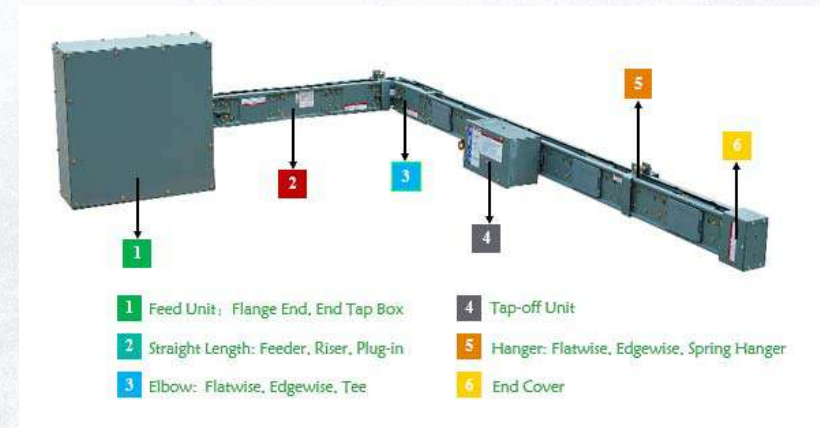 5
6
2
3
4
1
1 Feed Unit: Flange End, End Tap Box
4 Tap-off Unit
2 Straight Length: Feeder, Riser, Plug-in
5 Hanger: Flatwise, Edgewise, Spring Hanger
3 Elbow: Flatwise, Edgewise, Tee
6 End Cover